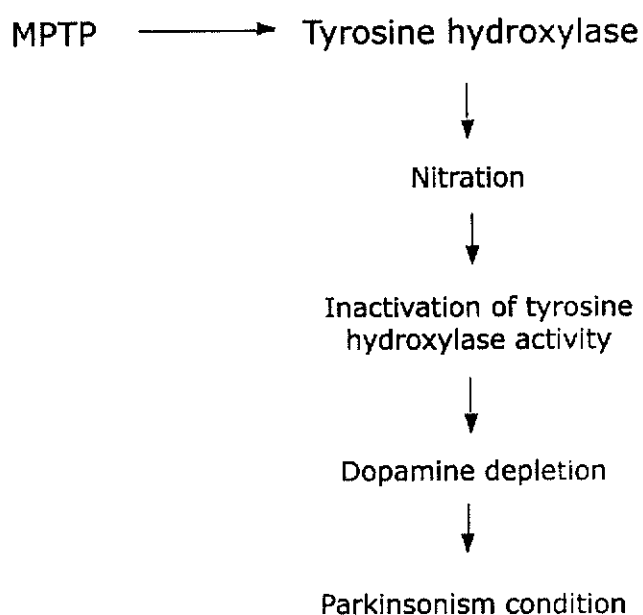 MPTP Tyrosine hydroxylase
Nitration
Inactivation of tyrosine
hydroxylase activity
Dopamine depletion
Parkinsonism condition